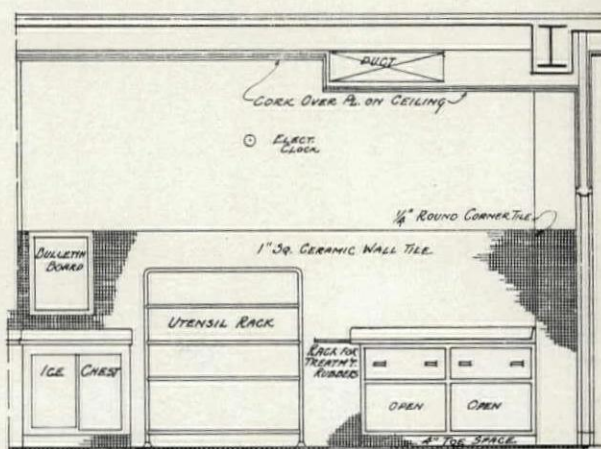 DUCT
CORK OVER PL. ON CEILING
ELECT.
CLOCK
1/4" ROUND CORNER TILE
1" SQ. CERAMIC WALL TILE
BULLETIN
BOARD
UTENSIL RACK
RACK FOR
TREATM'T.
RUBBERS
ICE CHEST
OPEN OPEN
4" TOE SPACE